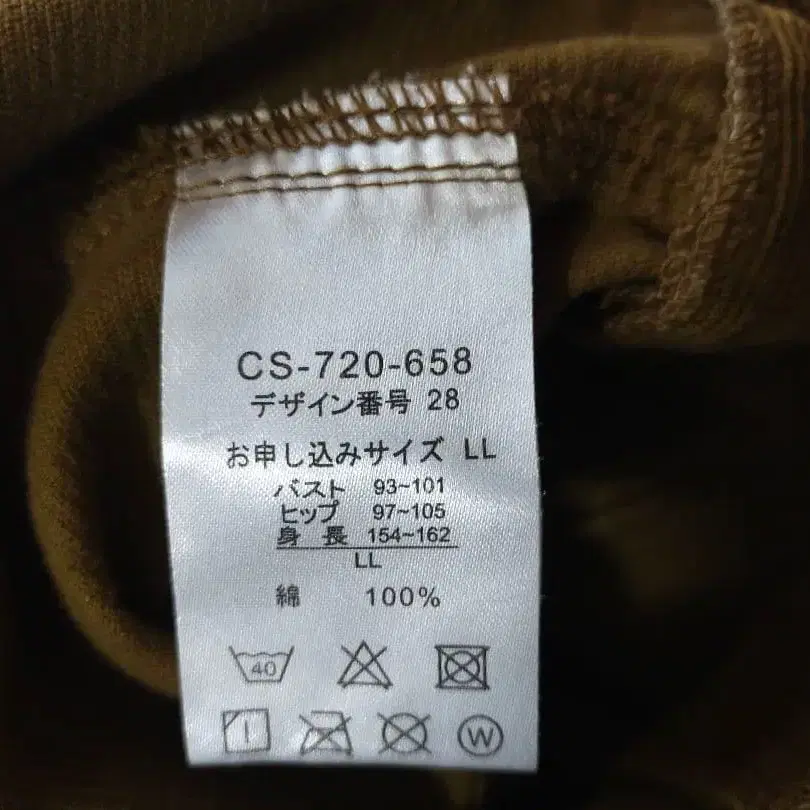 CS-720-658
デザイン番号 28
お申し込みサイズ LL
バスト 93~101
ヒップ 97~105
身 長 154~162
LL
綿 100%
40
W